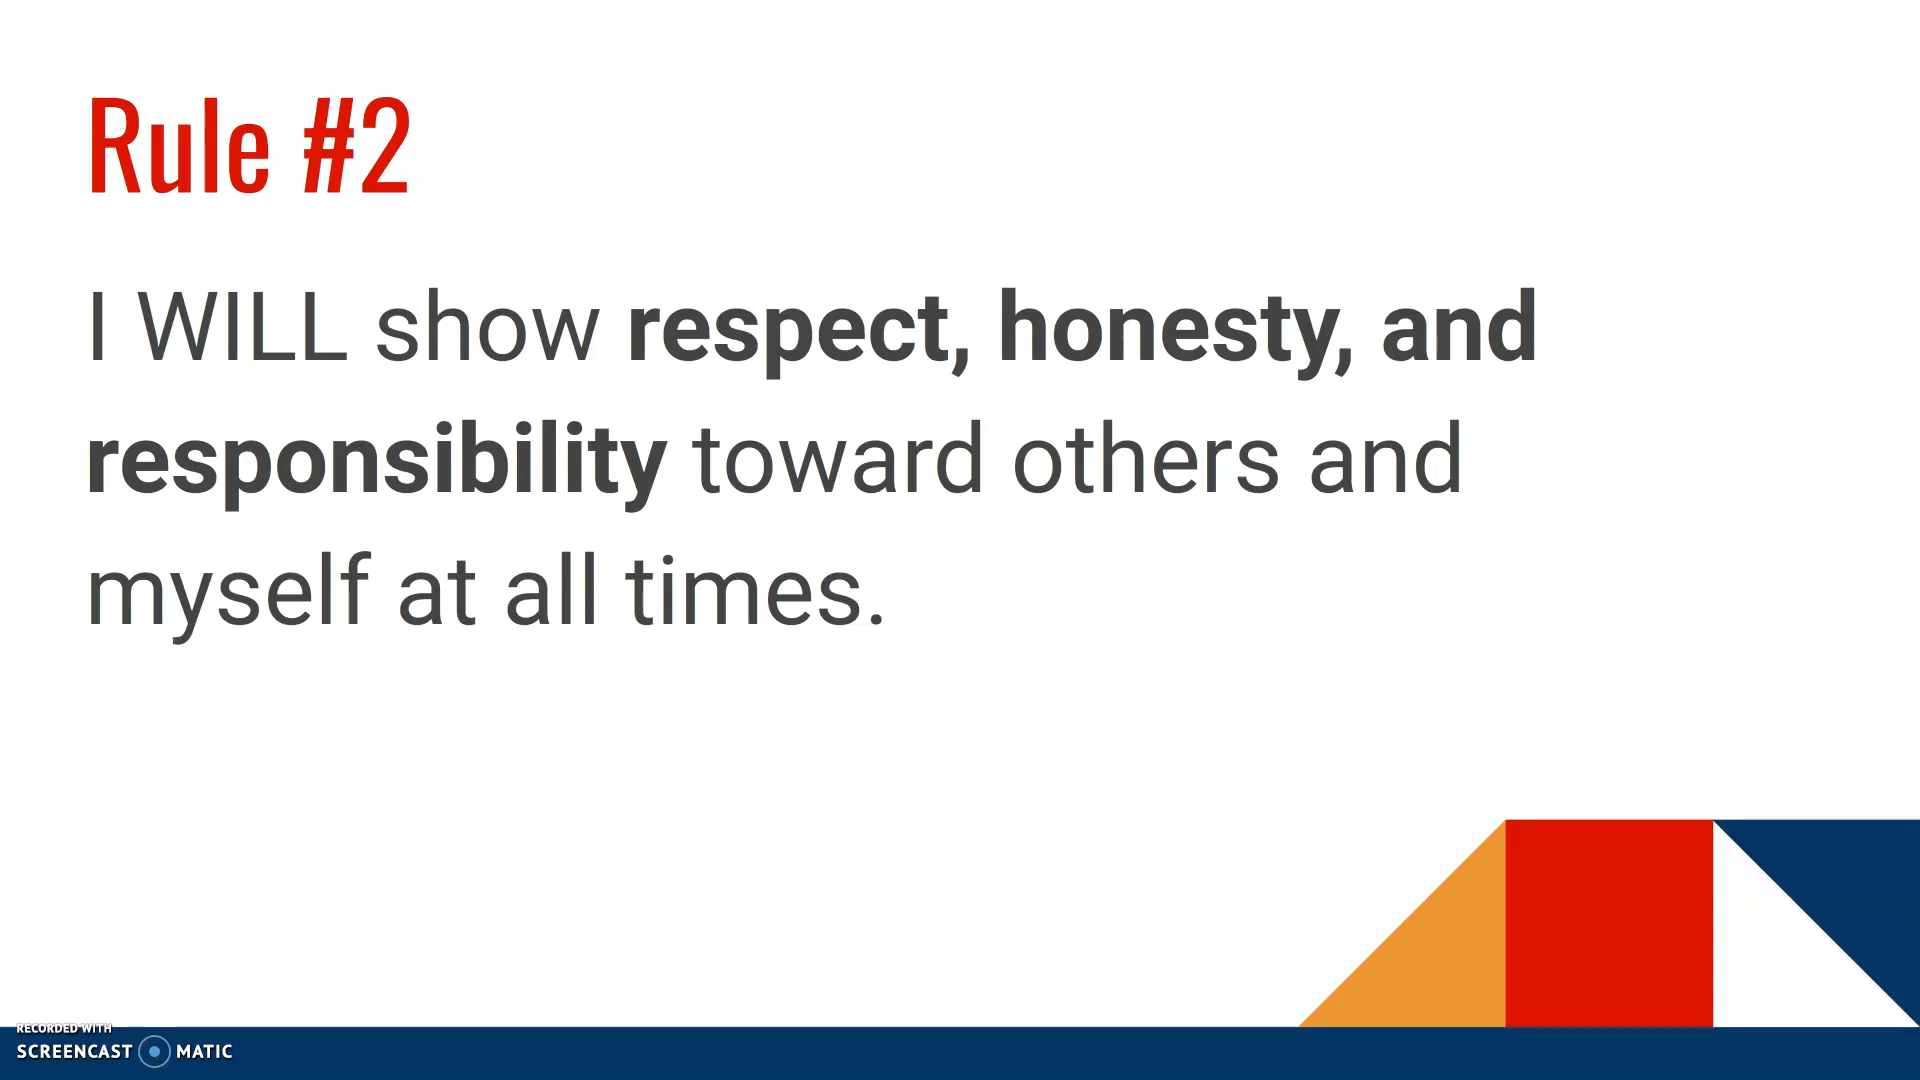 Rule #2
I WILL show respect, honesty, and
responsibility toward others and
myself at all times.
RECORDED WITH
SCREENCAST MATIC